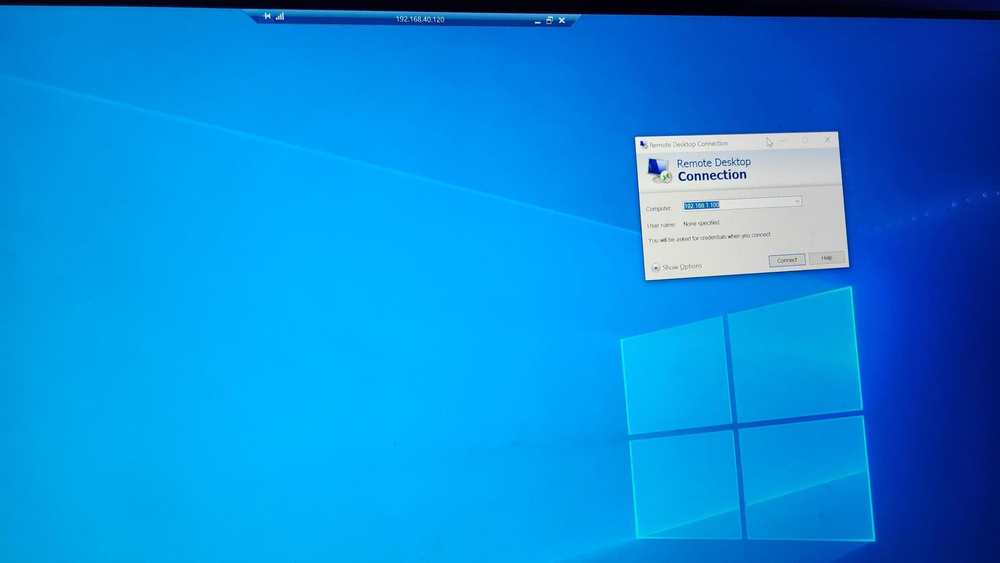 192.168.40.120
Remote Desktop Connection
Remote Desktop
Connection
Computer: 192.168.1.100
User name: None specified
You will be asked for credentials when you connect.
Show Options
Connect
Help